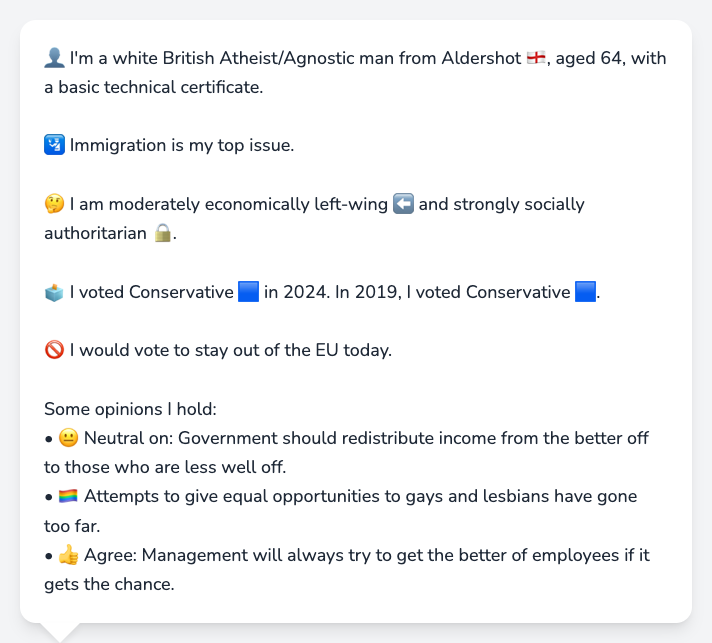 👤 I'm a white British Atheist/Agnostic man from Aldershot 🏴󠁧󠁢󠁥󠁮󠁧󠁿, aged 64, with
a basic technical certificate.
🛂 Immigration is my top issue.
🤔 I am moderately economically left-wing ⬅️ and strongly socially
authoritarian 🔒.
🗳️ I voted Conservative 🟦 in 2024. In 2019, I voted Conservative 🟦.
🚫 I would vote to stay out of the EU today.
Some opinions I hold:
• 😐 Neutral on: Government should redistribute income from the better off
to those who are less well off.
• 🏳️‍🌈 Attempts to give equal opportunities to gays and lesbians have gone
too far.
• 👍 Agree: Management will always try to get the better of employees if it
gets the chance.